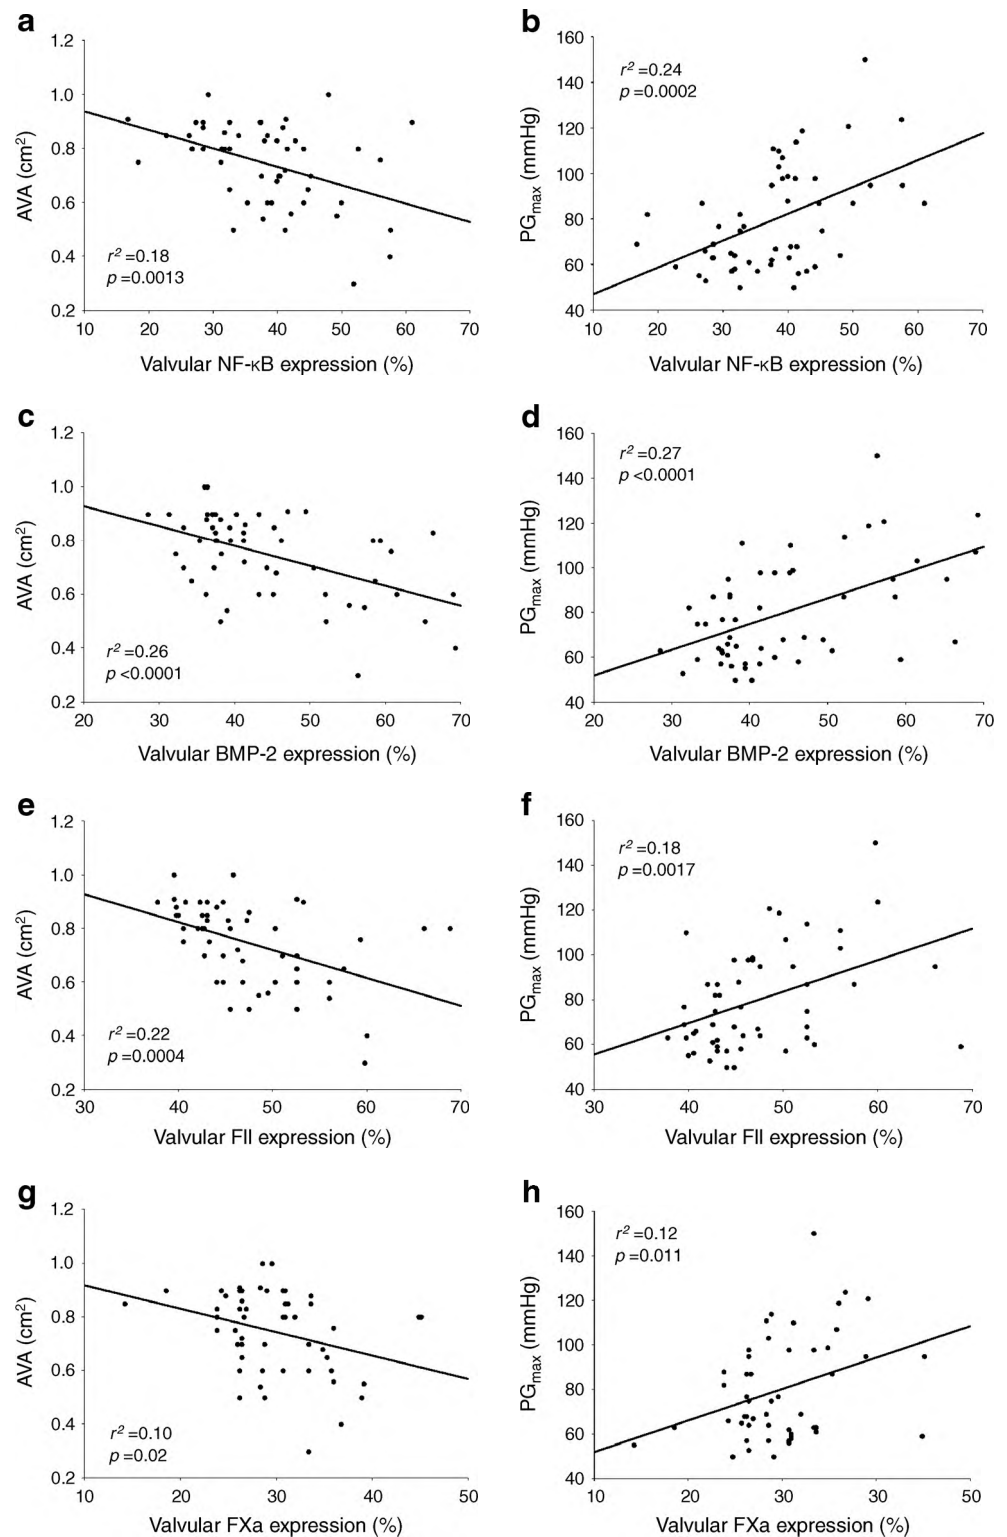 a
1.2
1.0
0.8
0.6
0.4
0.2
AVA (cm²)
r² =0.18
p =0.0013
10 20 30 40 50 60 70
Valvular NF-κB expression (%)
b
160
140
120
100
80
60
40
PGmax (mmHg)
r² =0.24
p =0.0002
10 20 30 40 50 60 70
Valvular NF-κB expression (%)
c
1.2
1.0
0.8
0.6
0.4
0.2
AVA (cm²)
r² =0.26
p <0.0001
20 30 40 50 60 70
Valvular BMP-2 expression (%)
d
160
140
120
100
80
60
40
PGmax (mmHg)
r² =0.27
p <0.0001
20 30 40 50 60 70
Valvular BMP-2 expression (%)
e
1.2
1.0
0.8
0.6
0.4
0.2
AVA (cm²)
r² =0.22
p =0.0004
30 40 50 60 70
Valvular FII expression (%)
f
160
140
120
100
80
60
40
PGmax (mmHg)
r² =0.18
p =0.0017
30 40 50 60 70
Valvular FII expression (%)
g
1.2
1.0
0.8
0.6
0.4
0.2
AVA (cm²)
r² =0.10
p =0.02
10 20 30 40 50
Valvular FXa expression (%)
h
160
140
120
100
80
60
40
PGmax (mmHg)
r² =0.12
p =0.011
10 20 30 30 50
Valvular FXa expression (%)